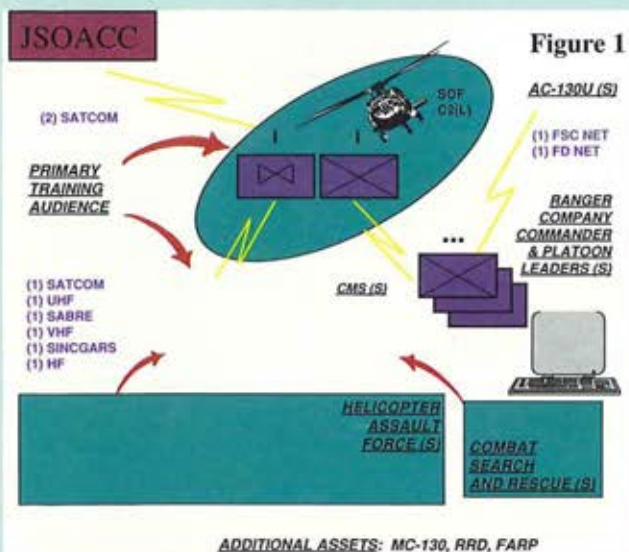 JSOACC
Figure 1
SOF
C2(L)
AC-130U (S)
(2) SATCOM
(1) FSC NET
(1) FD NET
PRIMARY
TRAINING
AUDIENCE
RANGER
COMPANY
COMMANDER
& PLATOON
LEADERS (S)
CMS (S)
(1) SATCOM
(1) UHF
(1) SABRE
(1) VHF
(1) SINCGARS
(1) HF
HELICOPTER
ASSAULT
FORCE (S)
COMBAT
SEARCH
AND RESCUE (S)
ADDITIONAL ASSETS: MC-130, RRD, FARP